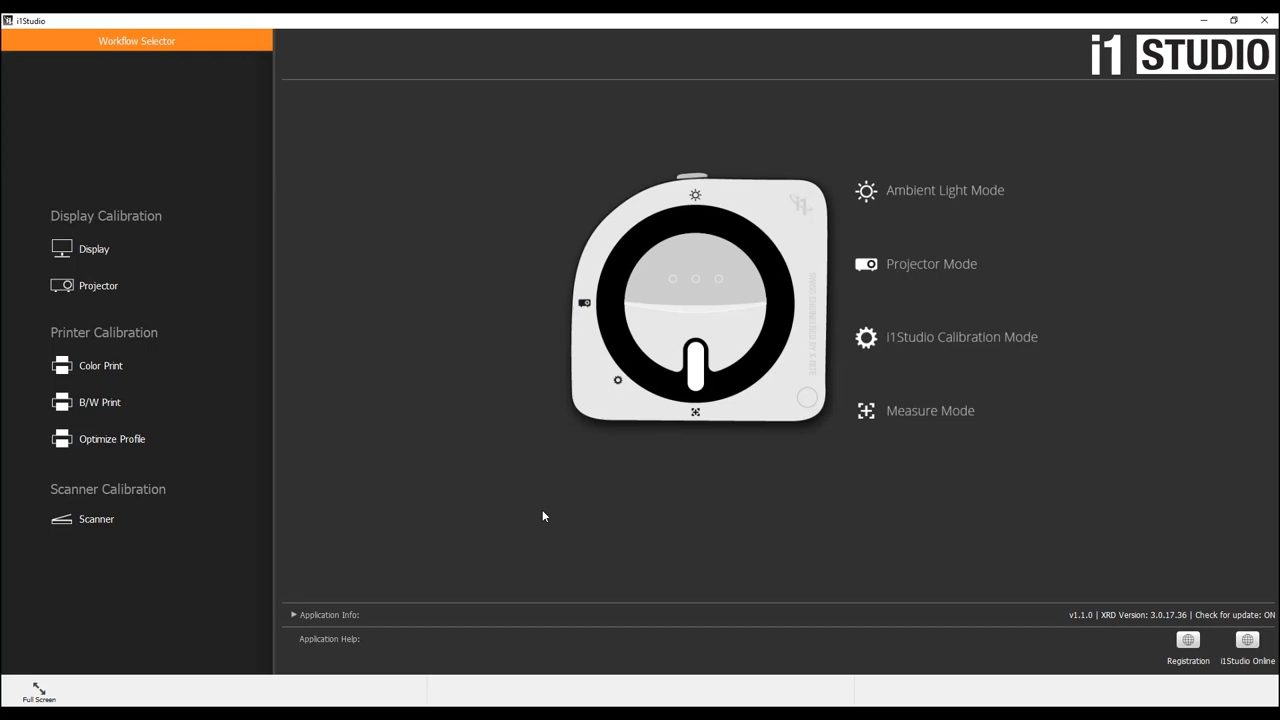 i1Studio
Workflow Selector
i1 STUDIO
Display Calibration
Display
Projector
Printer Calibration
Color Print
B/W Print
Optimize Profile
Scanner Calibration
Scanner
i1
Ambient Light Mode
Projector Mode
i1Studio Calibration Mode
Measure Mode
Application Info:
v1.1.0 | XRD Version: 3.0.17.36 | Check for update: ON
Application Help:
Registration
i1Studio Online
Full Screen